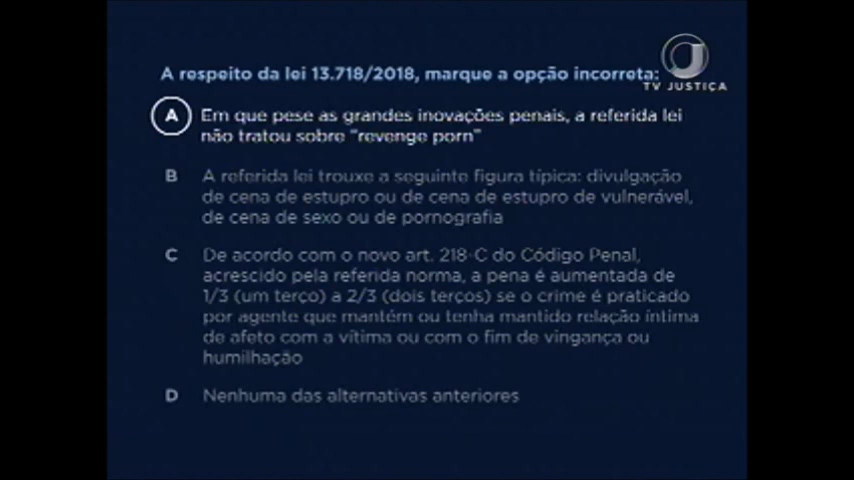 A respeito da lei 13.718/2018, marque a opção incorreta:
TV JUSTIÇA
A Em que pese as grandes inovações penais, a referida lei
não tratou sobre "revenge porn"
B A referida lei trouxe a seguinte figura típica: divulgação
de cena de estupro ou de cena de estupro de vulnerável,
de cena de sexo ou de pornografia
C De acordo com o novo art. 218-C do Código Penal,
acrescido pela referida norma, a pena é aumentada de
1/3 (um terço) a 2/3 (dois terços) se o crime é praticado
por agente que mantém ou tenha mantido relação íntima
de afeto com a vítima ou com o fim de vingança ou
humilhação
D Nenhuma das alternativas anteriores